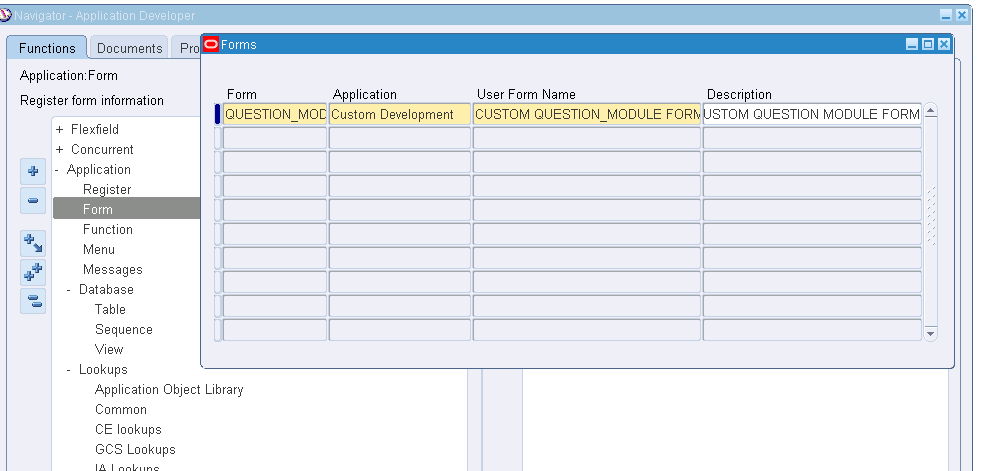 Navigator - Application Developer
Functions Documents Pro
Application:Form
Register form information
+ Flexfield
+ Concurrent
- Application
Register
Form
Function
Menu
Messages
- Database
Table
Sequence
View
- Lookups
Application Object Library
Common
CE lookups
GCS Lookups
IA Lookups
Forms
Form Application User Form Name Description
QUESTION_MOD Custom Development CUSTOM QUESTION_MODULE FORM USTOM QUESTION MODULE FORM